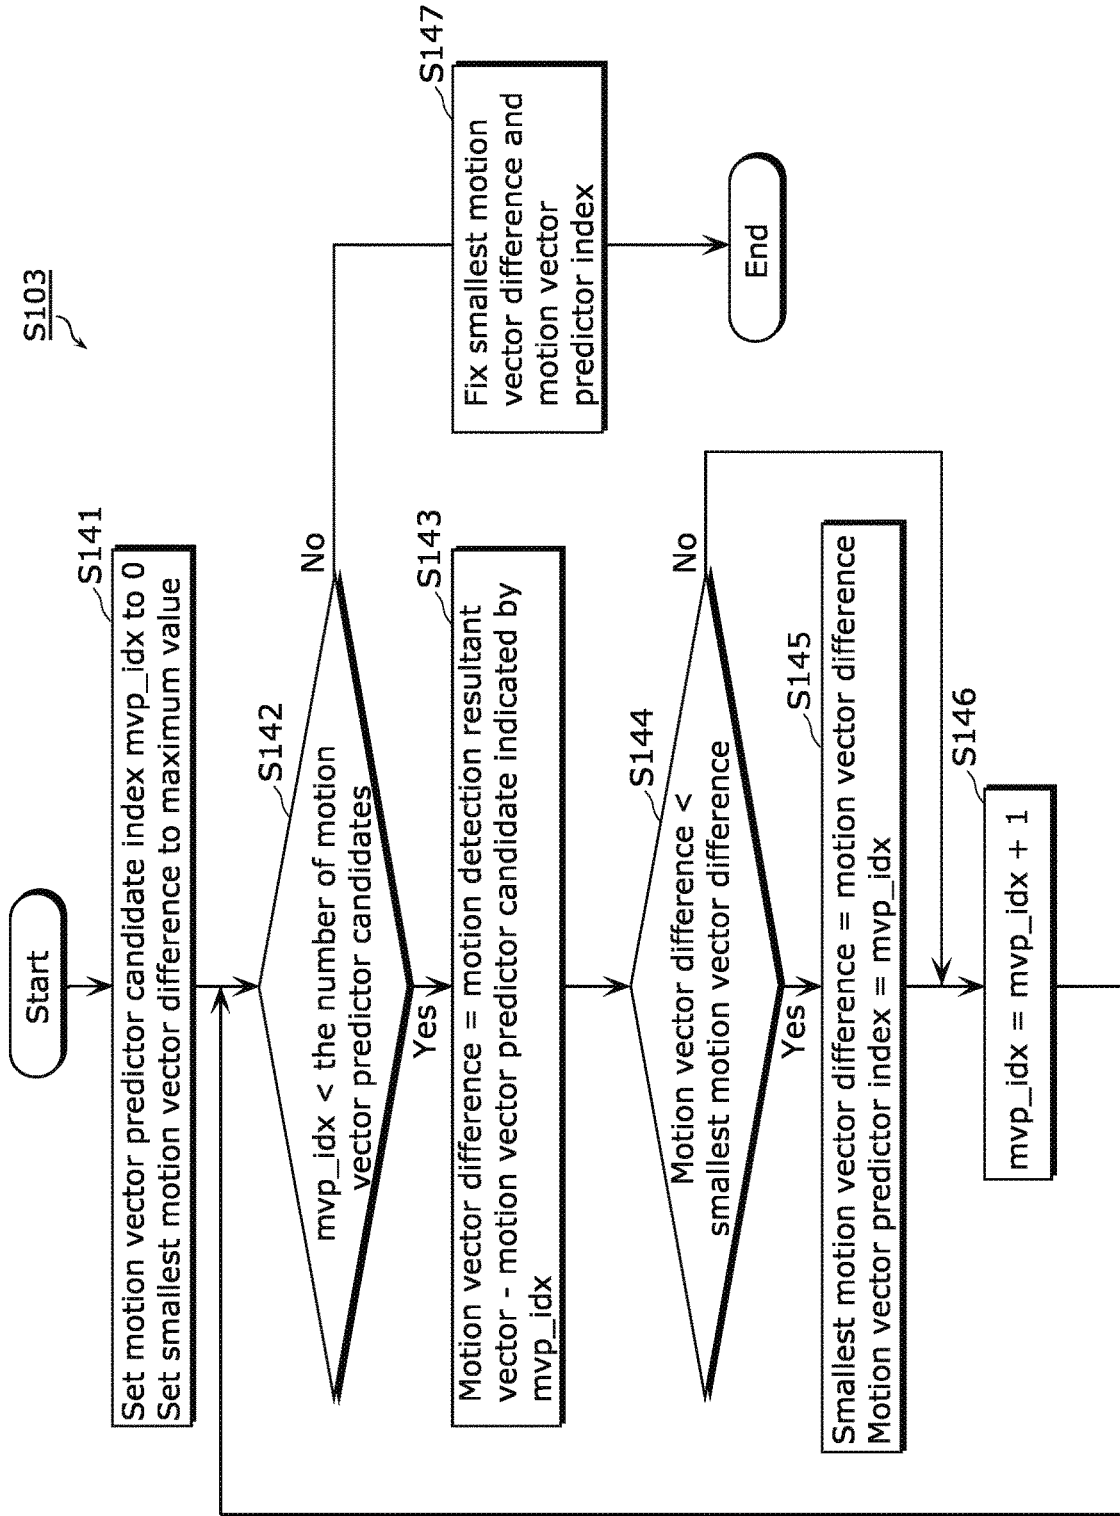 S103
Start
S141
Set motion vector predictor candidate index mvp_idx to 0
Set smallest motion vector difference to maximum value
S142
mvp_idx < the number of motion
vector predictor candidates
No
Yes
S143
Motion vector difference = motion detection resultant
vector - motion vector predictor candidate indicated by
mvp_idx
S144
Motion vector difference <
smallest motion vector difference
No
Yes
S145
Smallest motion vector difference = motion vector difference
Motion vector predictor index = mvp_idx
S146
mvp_idx = mvp_idx + 1
S147
Fix smallest motion
vector difference and
motion vector
predictor index
End